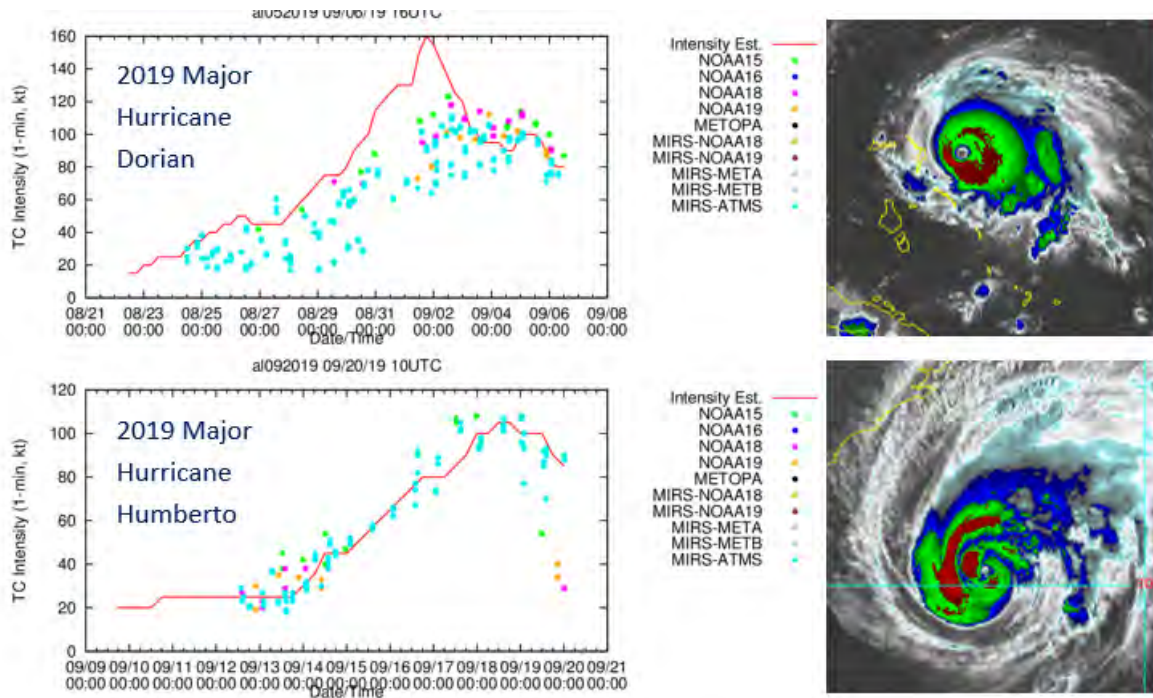 al052019 09/06/19 16UTC
160
140
120
100
80
60
40
20
0
TC Intensity (1-min, kt)
2019 Major
Hurricane
Dorian
08/21 08/23 08/25 08/27 08/29 08/31 09/02 09/04 09/06 09/08
00:00 00:00 00:00 00:00 00:00 00:00 00:00 00:00 00:00 00:00
Date/Time
Intensity Est.
NOAA15
NOAA16
NOAA18
NOAA19
METOPA
MIRS-NOAA18
MIRS-NOAA19
MIRS-META
MIRS-METB
MIRS-ATMS
al092019 09/20/19 10UTC
120
100
80
60
40
20
0
TC Intensity (1-min, kt)
2019 Major
Hurricane
Humberto
09/09 09/10 09/11 09/12 09/13 09/14 09/15 09/16 09/17 09/18 09/19 09/20 09/21
00:00 00:00 00:00 00:00 00:00 00:00 00:00 00:00 00:00 00:00 00:00 00:00 00:00
Date/Time
Intensity Est.
NOAA15
NOAA16
NOAA18
NOAA19
METOPA
MIRS-NOAA18
MIRS-NOAA19
MIRS-META
MIRS-METB
MIRS-ATMS